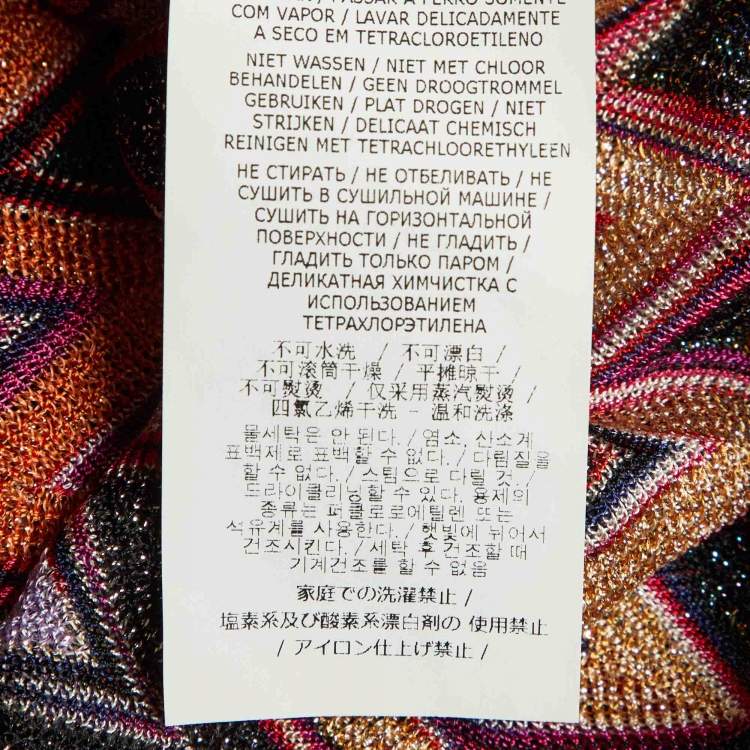 PASSAR A FERRO SOMENTE
COM VAPOR / LAVAR DELICADAMENTE
A SECO EM TETRACLOROETILENO
NIET WASSEN / NIET MET CHLOOR
BEHANDELEN / GEEN DROOGTROMMEL
GEBRUIKEN / PLAT DROGEN / NIET
STRIJKEN / DELICAAT CHEMISCH
REINIGEN MET TETRACHLOORETHYLEEN
НЕ СТИРАТЬ / НЕ ОТБЕЛИВАТЬ / НЕ
СУШИТЬ В СУШИЛЬНОЙ МАШИНЕ /
СУШИТЬ НА ГОРИЗОНТАЛЬНОЙ
ПОВЕРХНОСТИ / НЕ ГЛАДИТЬ /
ГЛАДИТЬ ТОЛЬКО ПАРОМ /
ДЕЛИКАТНАЯ ХИМЧИСТКА С
ИСПОЛЬЗОВАНИЕМ
ТЕТРАХЛОРЭТИЛЕНА
不可水洗 / 不可漂白 /
不可滚筒干燥 / 平摊晾干 /
不可熨烫 / 仅采用蒸汽熨烫 /
四氯乙烯干洗 - 温和洗涤
물세탁은 안 된다. / 염소, 산소계
표백제로 표백할 수 없다. / 다림질을
할 수 없다. / 스팀으로 다릴 것. /
드라이클리닝할 수 있다. 용제의
종류는 퍼클로로에틸렌 또는
석유계를 사용한다. / 햇빛에 뉘어서
건조시킨다. / 세탁 후 건조할 때
기계건조를 할 수 없음
家庭での洗濯禁止 /
塩素系及び酸素系漂白剤の 使用禁止
/ アイロン仕上げ禁止 /